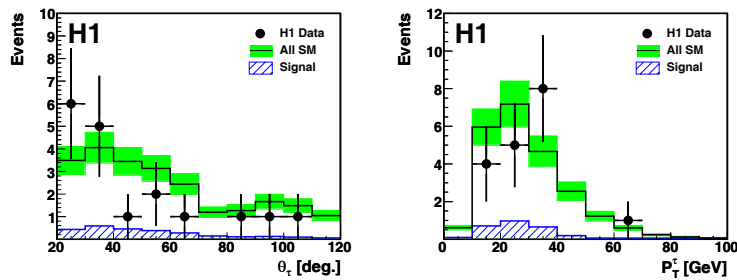 H1
Events
H1 Data
All SM
Signal
10
9
8
7
6
5
4
3
2
1
20 40 60 80 100 120
θτ [deg.]
H1
Events
H1 Data
All SM
Signal
12
10
8
6
4
2
0 20 40 60 80 100
PTτ [GeV]